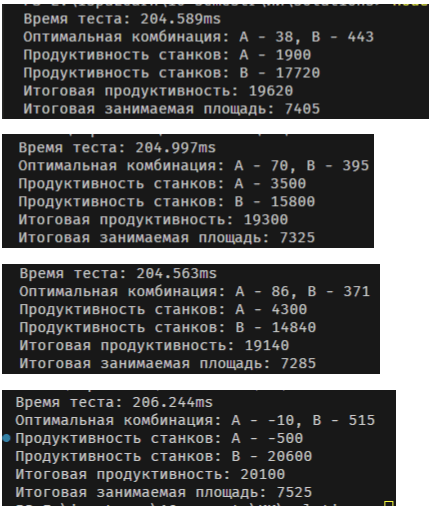 Время теста: 204.589ms
Оптимальная комбинация: A - 38, B - 443
Продуктивность станков: A - 1900
Продуктивность станков: B - 17720
Итоговая продуктивность: 19620
Итоговая занимаемая площадь: 7405
Время теста: 204.997ms
Оптимальная комбинация: A - 70, B - 395
Продуктивность станков: A - 3500
Продуктивность станков: B - 15800
Итоговая продуктивность: 19300
Итоговая занимаемая площадь: 7325
Время теста: 204.563ms
Оптимальная комбинация: A - 86, B - 371
Продуктивность станков: A - 4300
Продуктивность станков: B - 14840
Итоговая продуктивность: 19140
Итоговая занимаемая площадь: 7285
Время теста: 206.244ms
Оптимальная комбинация: A - -10, B - 515
Продуктивность станков: A - -500
Продуктивность станков: B - 20600
Итоговая продуктивность: 20100
Итоговая занимаемая площадь: 7525